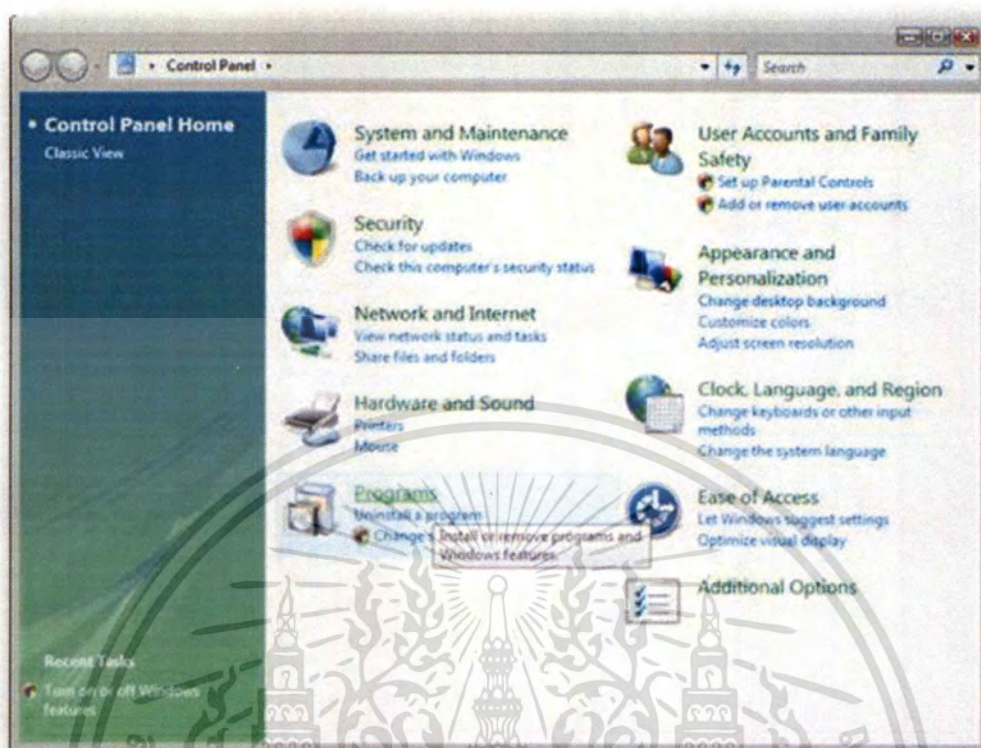 Control Panel
Search
Control Panel Home
Classic View
System and Maintenance
Get started with Windows
Back up your computer
Security
Check for updates
Check this computer's security status
Network and Internet
View network status and tasks
Share files and folders
Hardware and Sound
Printers
Mouse
Programs
Uninstall a program
Change s
Install or remove programs and
Windows features.
User Accounts and Family
Safety
Set up Parental Controls
Add or remove user accounts
Appearance and
Personalization
Change desktop background
Customize colors
Adjust screen resolution
Clock, Language, and Region
Change keyboards or other input
methods
Change the system language
Ease of Access
Let Windows suggest settings
Optimize visual display
Additional Options
Recent Tasks
Turn on or off Windows
features